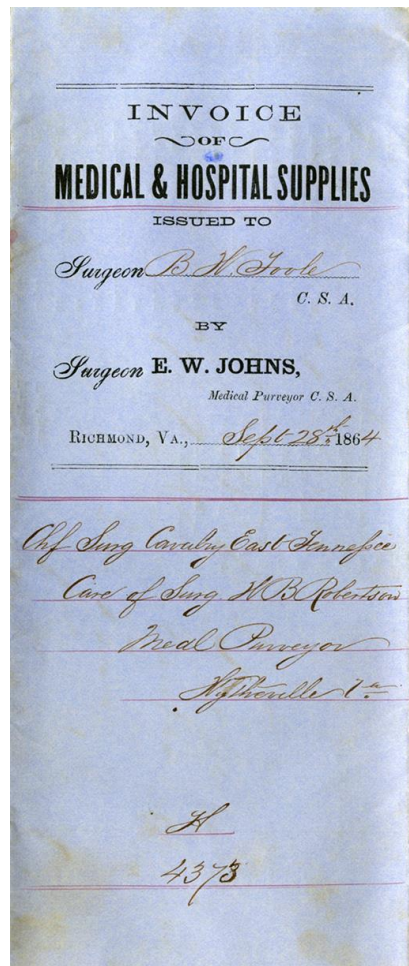 INVOICE
OF
MEDICAL & HOSPITAL SUPPLIES
ISSUED TO
Surgeon B. W. Toole
C. S. A.
BY
Surgeon E. W. JOHNS,
Medical Purveyor C. S. A.
RICHMOND, VA., Sept 28th 1864
Chf Surg Cavalry East Tennessee
Care of Surg H B Robertson
Medl Purveyor
Wytheville Va
H
4373